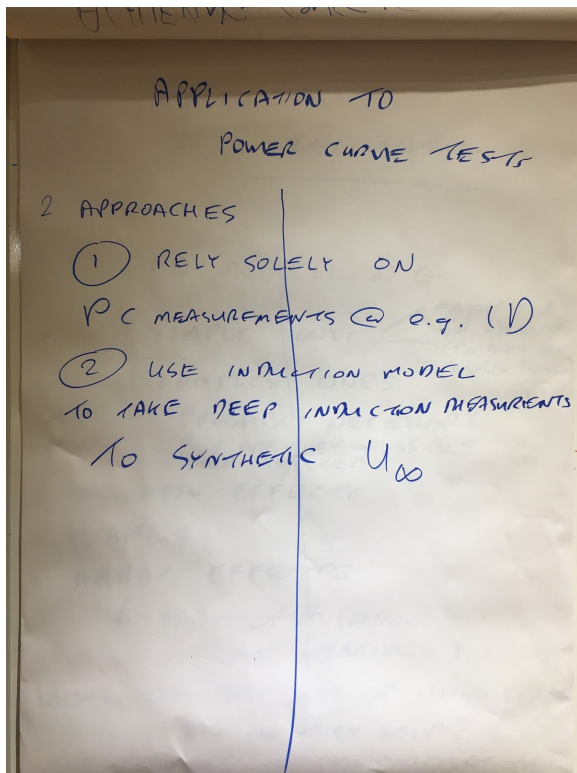 APPLICATION TO
POWER CURVE TESTS
2 APPROACHES
1 RELY SOLELY ON
PC MEASUREMENTS @ e.g. 1D
2 USE INDUCTION MODEL
TO TAKE DEEP INDUCTION MEASURMENTS
TO SYNTHETIC U∞